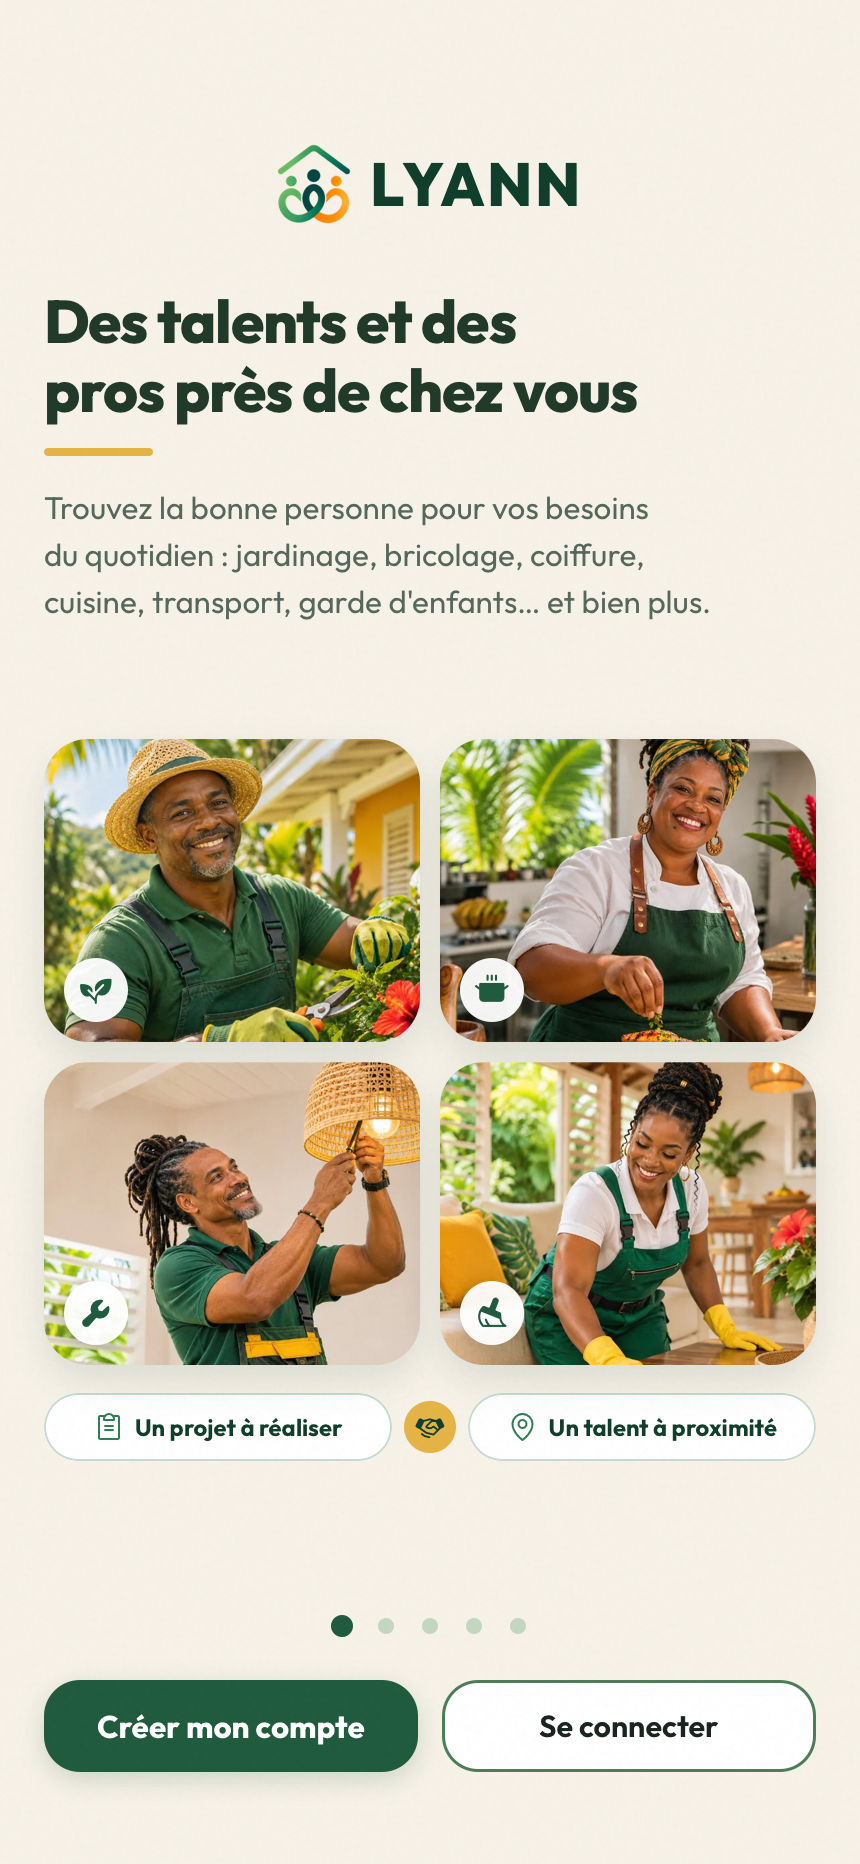 LYANN
Des talents et des
pros près de chez vous
Trouvez la bonne personne pour vos besoins
du quotidien : jardinage, bricolage, coiffure,
cuisine, transport, garde d'enfants... et bien plus.
Un projet à réaliser
Un talent à proximité
Créer mon compte
Se connecter